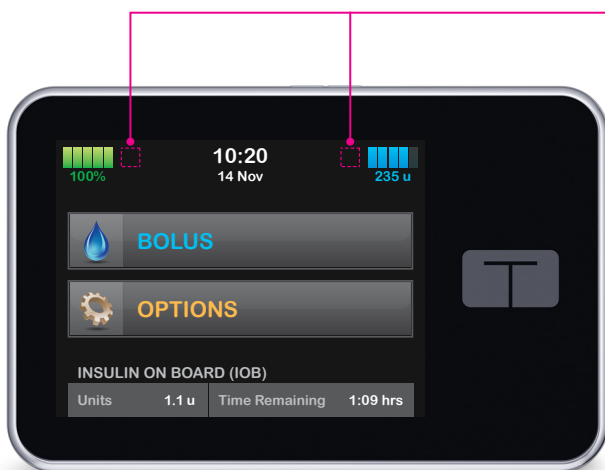 10:20
100%
14 Nov
235 u
BOLUS
OPTIONS
INSULIN ON BOARD (IOB)
Units 1.1 u Time Remaining 1:09 hrs